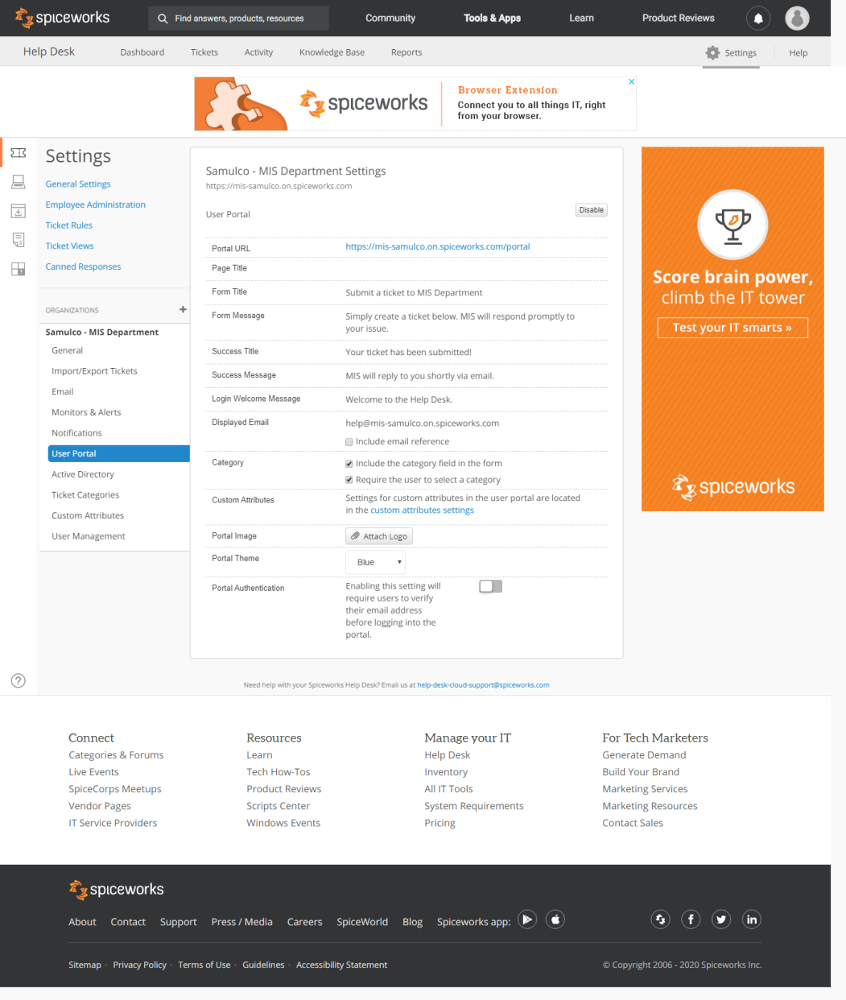 spiceworks
Find answers, products, resources
Community
Tools & Apps
Learn
Product Reviews
Help Desk
Dashboard
Tickets
Activity
Knowledge Base
Reports
Settings
Help
spiceworks
Browser Extension
Connect you to all things IT, right
from your browser.
Settings
General Settings
Employee Administration
Ticket Rules
Ticket Views
Canned Responses
ORGANIZATIONS
+
Samulco - MIS Department
General
Import/Export Tickets
Email
Monitors & Alerts
Notifications
User Portal
Active Directory
Ticket Categories
Custom Attributes
User Management
Samulco - MIS Department Settings
https://mis-samulco.on.spiceworks.com
User Portal
Disable
Portal URL
https://mis-samulco.on.spiceworks.com/portal
Page Title
Form Title
Submit a ticket to MIS Department
Form Message
Simply create a ticket below. MIS will respond promptly to
your issue.
Success Title
Your ticket has been submitted!
Success Message
MIS will reply to you shortly via email.
Login Welcome Message
Welcome to the Help Desk.
Displayed Email
help@mis-samulco.on.spiceworks.com
Include email reference
Category
Include the category field in the form
Require the user to select a category
Custom Attributes
Settings for custom attributes in the user portal are located
in the custom attributes settings
Portal Image
Attach Logo
Portal Theme
Blue
Portal Authentication
Enabling this setting will
require users to verify
their email address
before logging into the
portal.
Score brain power,
climb the IT tower
Test your IT smarts »
spiceworks
Need help with your Spiceworks Help Desk? Email us at help-desk-cloud-support@spiceworks.com
Connect
Categories & Forums
Live Events
SpiceCorps Meetups
Vendor Pages
IT Service Providers
Resources
Learn
Tech How-Tos
Product Reviews
Scripts Center
Windows Events
Manage your IT
Help Desk
Inventory
All IT Tools
System Requirements
Pricing
For Tech Marketers
Generate Demand
Build Your Brand
Marketing Services
Marketing Resources
Contact Sales
spiceworks
About
Contact
Support
Press / Media
Careers
SpiceWorld
Blog
Spiceworks app:
Sitemap · Privacy Policy · Terms of Use · Guidelines · Accessibility Statement
© Copyright 2006 - 2020 Spiceworks Inc.